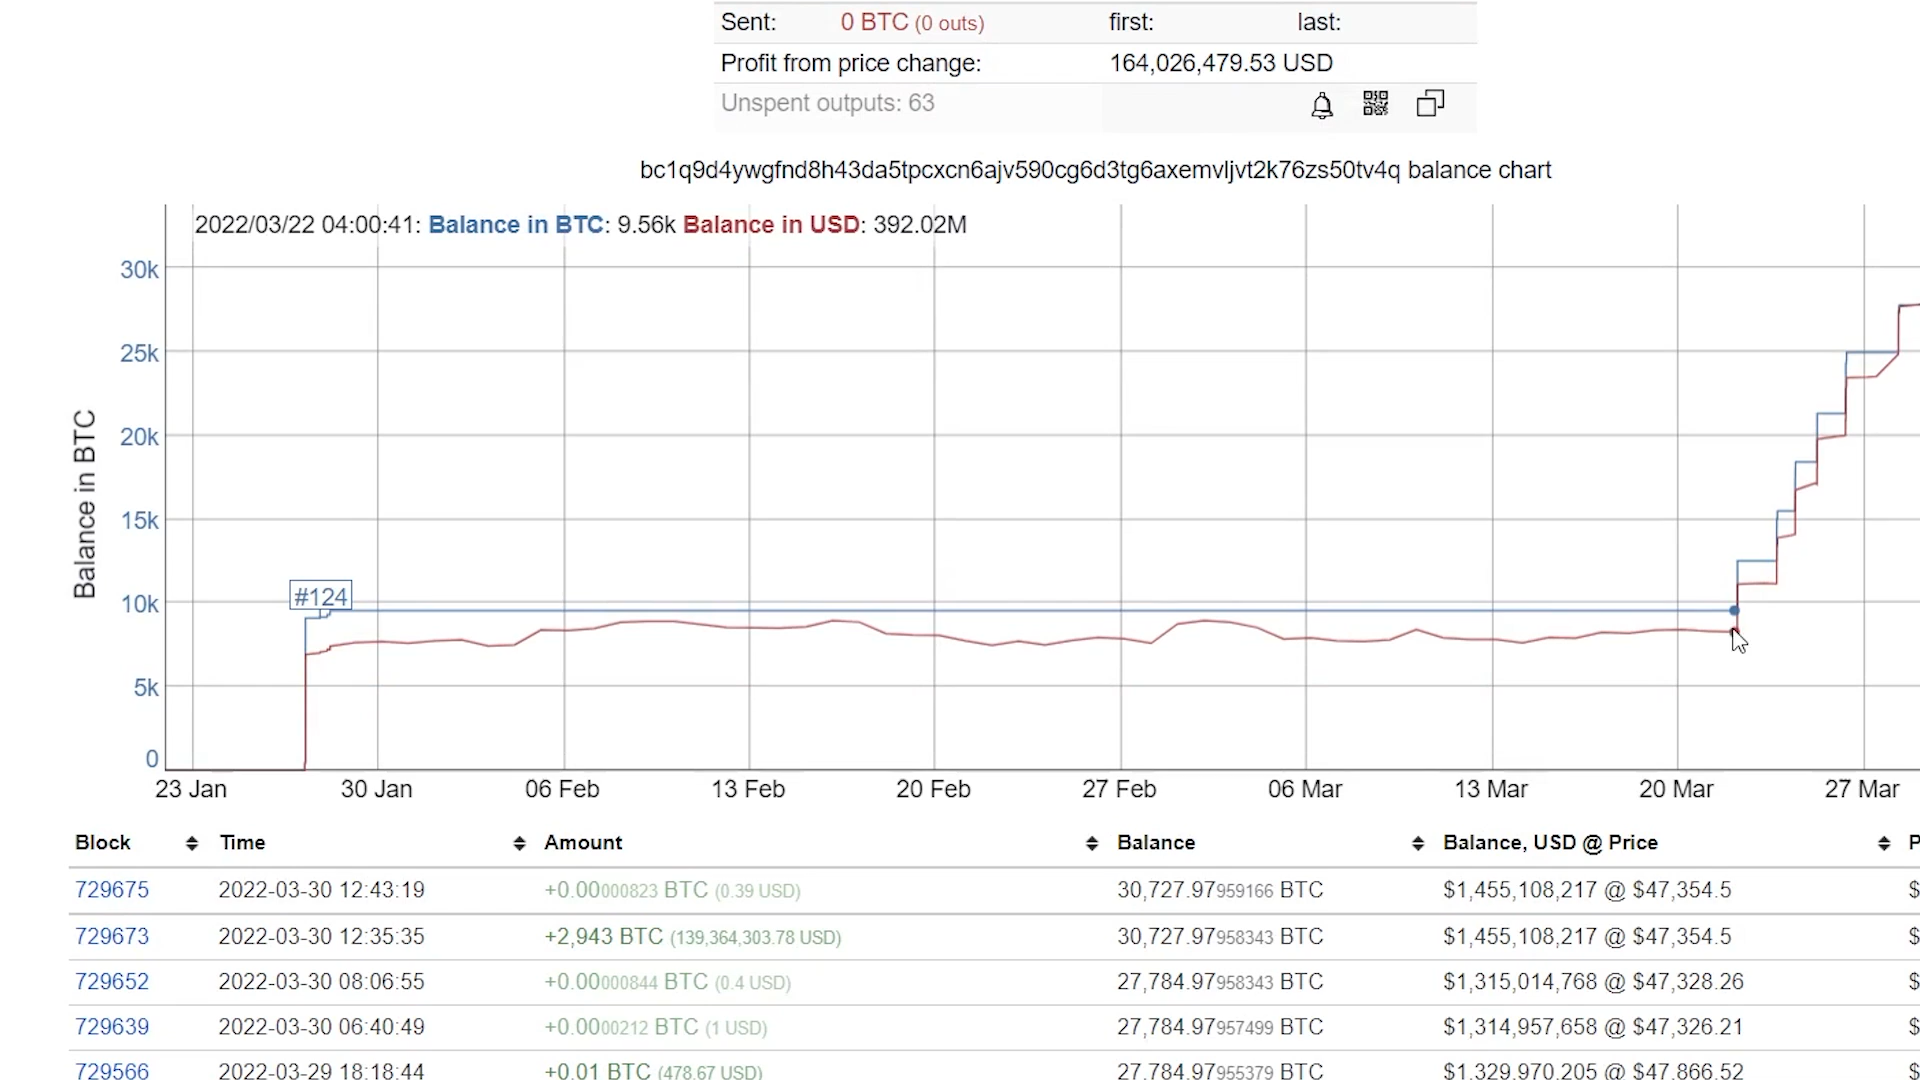 Sent: 0 BTC (0 outs) first: last:
Profit from price change: 164,026,479.53 USD
Unspent outputs: 63
bc1q9d4ywgfnd8h43da5tpcxcn6ajv590cg6d3tg6axemvljvt2k76zs50tv4q balance chart
2022/03/22 04:00:41: Balance in BTC: 9.56k Balance in USD: 392.02M
30k
25k
20k
15k
10k
5k
0
Balance in BTC
#124
23 Jan 30 Jan 06 Feb 13 Feb 20 Feb 27 Feb 06 Mar 13 Mar 20 Mar 27 Mar
Block Time Amount Balance Balance, USD @ Price P
729675 2022-03-30 12:43:19 +0.00000823 BTC (0.39 USD) 30,727.97959166 BTC $1,455,108,217 @ $47,354.5 $
729673 2022-03-30 12:35:35 +2,943 BTC (139,364,303.78 USD) 30,727.97958343 BTC $1,455,108,217 @ $47,354.5 $
729652 2022-03-30 08:06:55 +0.00000844 BTC (0.4 USD) 27,784.97958343 BTC $1,315,014,768 @ $47,328.26 $
729639 2022-03-30 06:40:49 +0.0000212 BTC (1 USD) 27,784.97957499 BTC $1,314,957,658 @ $47,326.21 $
729566 2022-03-29 18:18:44 +0.01 BTC (478.67 USD) 27,784.97955379 BTC $1,329,970,205 @ $47,866.52 $